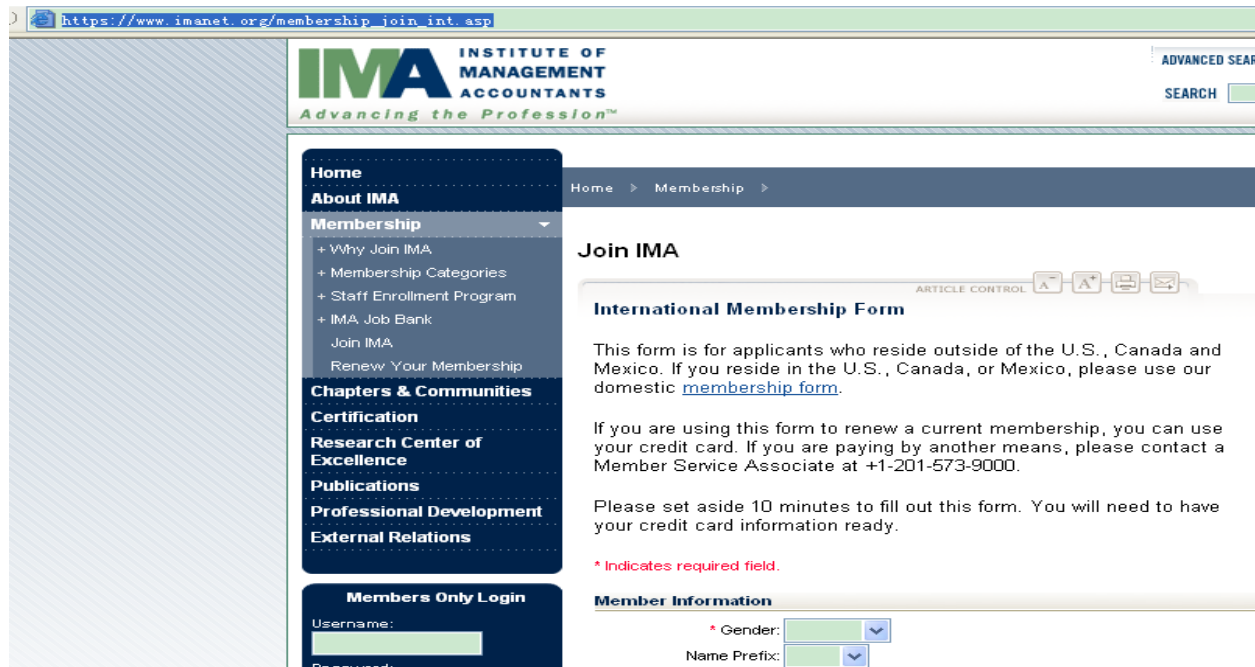 https://www.imanet.org/membership_join_int.asp
IMA
INSTITUTE OF
MANAGEMENT
ACCOUNTANTS
Advancing the Profession™
ADVANCED SEAR
SEARCH
Home
About IMA
Membership
+ Why Join IMA
+ Membership Categories
+ Staff Enrollment Program
+ IMA Job Bank
Join IMA
Renew Your Membership
Chapters & Communities
Certification
Research Center of
Excellence
Publications
Professional Development
External Relations
Members Only Login
Username:
Password:
Home > Membership >
Join IMA
ARTICLE CONTROL A- A+
International Membership Form
This form is for applicants who reside outside of the U.S., Canada and
Mexico. If you reside in the U.S., Canada, or Mexico, please use our
domestic membership form.
If you are using this form to renew a current membership, you can use
your credit card. If you are paying by another means, please contact a
Member Service Associate at +1-201-573-9000.
Please set aside 10 minutes to fill out this form. You will need to have
your credit card information ready.
* Indicates required field.
Member Information
* Gender:
Name Prefix: